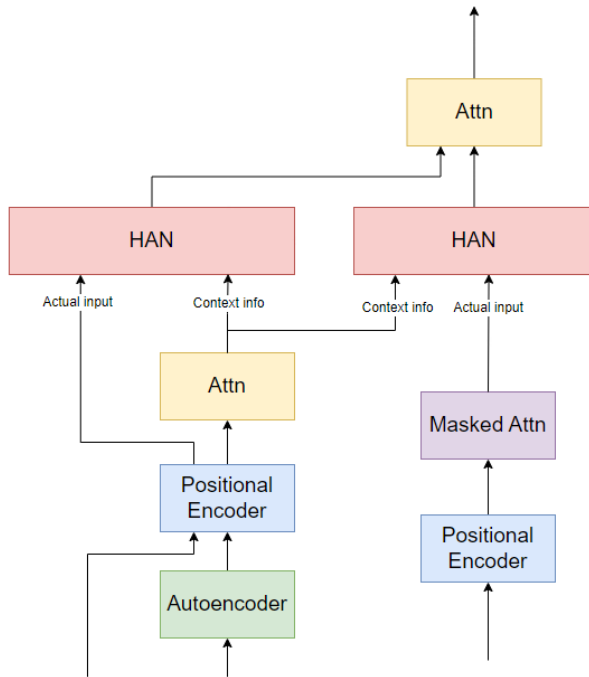 Attn
HAN
HAN
Actual input
Context info
Context info
Actual input
Attn
Masked Attn
Positional
Encoder
Positional
Encoder
Autoencoder